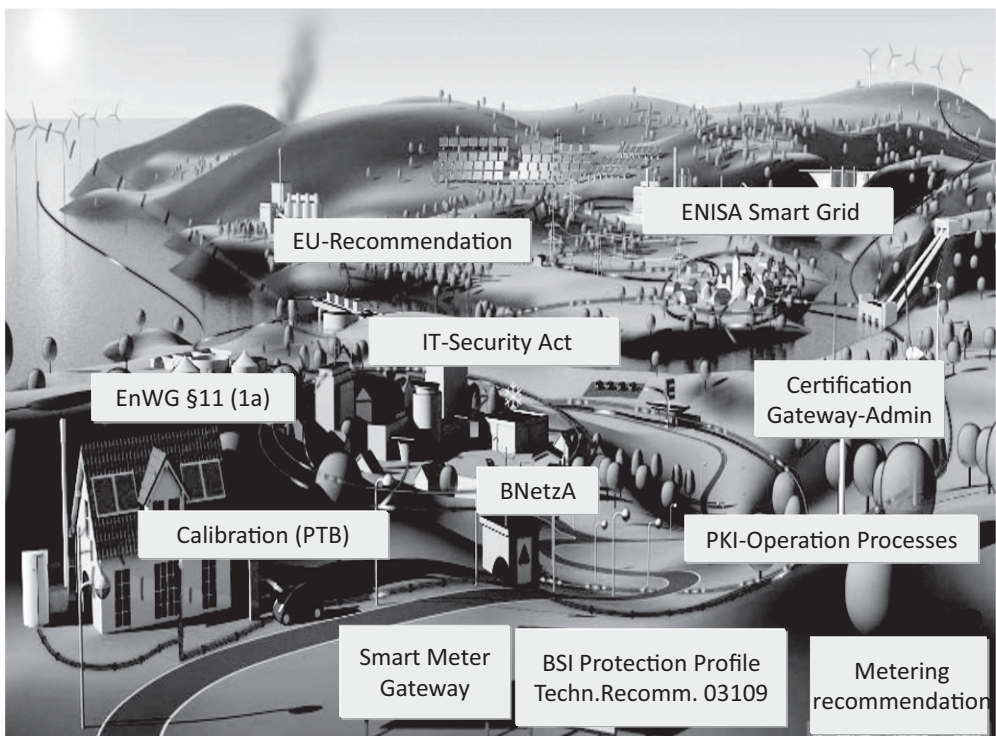 ENISA Smart Grid
EU-Recommendation
IT-Security Act
EnWG §11 (1a)
Certification
Gateway-Admin
BNetzA
Calibration (PTB)
PKI-Operation Processes
Smart Meter
Gateway
BSI Protection Profile
Techn.Recomm. 03109
Metering
recommendation